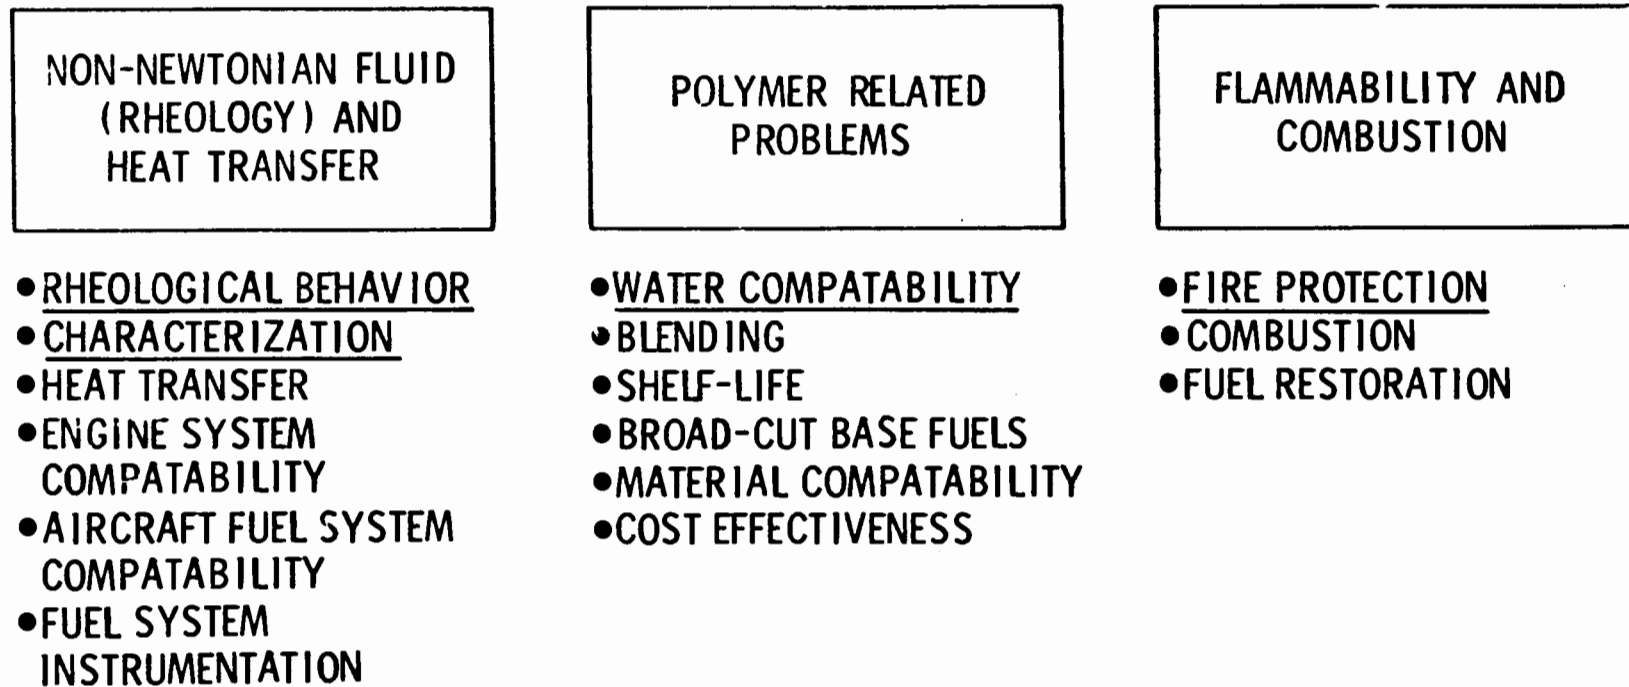 NON-NEWTONIAN FLUID
(RHEOLOGY) AND
HEAT TRANSFER
●RHEOLOGICAL BEHAVIOR
●CHARACTERIZATION
●HEAT TRANSFER
●ENGINE SYSTEM
COMPATABILITY
●AIRCRAFT FUEL SYSTEM
COMPATABILITY
●FUEL SYSTEM
INSTRUMENTATION
POLYMER RELATED
PROBLEMS
●WATER COMPATABILITY
●BLENDING
●SHELF-LIFE
●BROAD-CUT BASE FUELS
●MATERIAL COMPATABILITY
●COST EFFECTIVENESS
FLAMMABILITY AND
COMBUSTION
●FIRE PROTECTION
●COMBUSTION
●FUEL RESTORATION